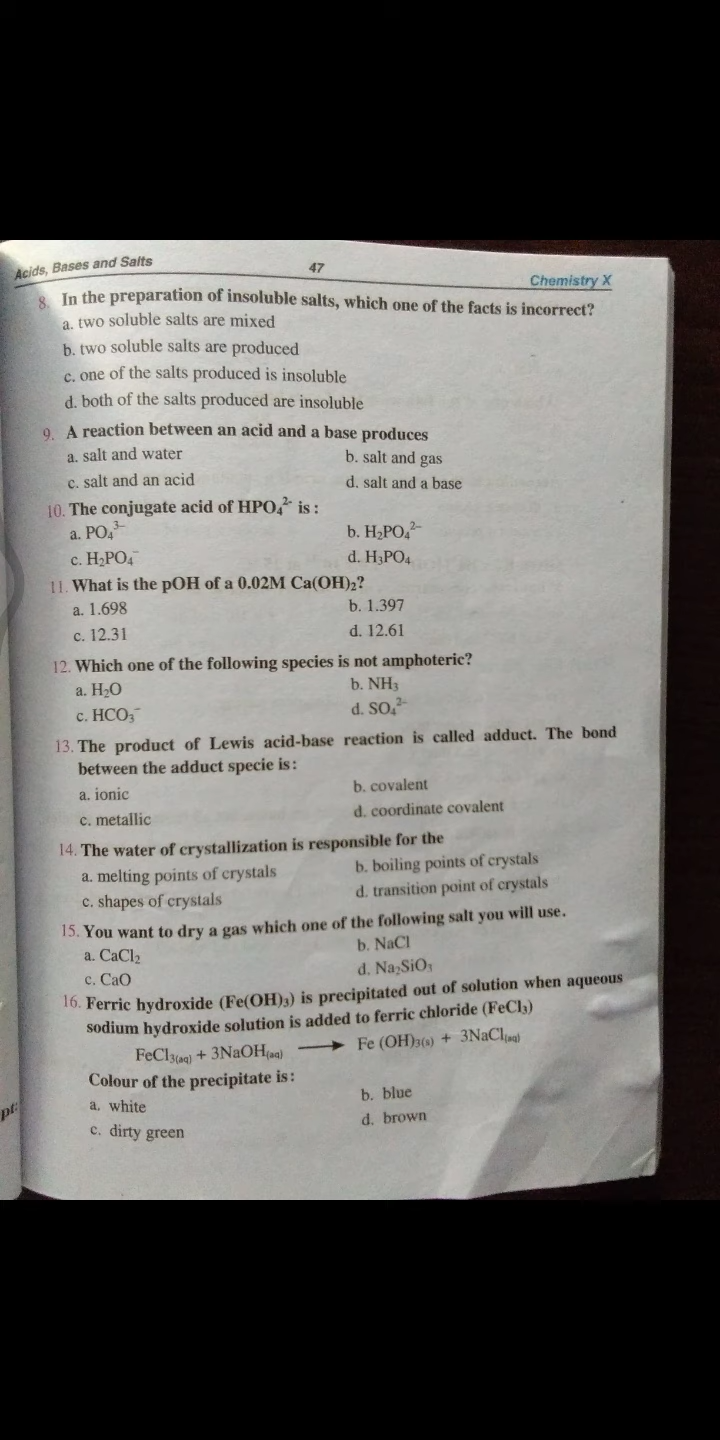 Acids, Bases and Salts 47 Chemistry X
8. In the preparation of insoluble salts, which one of the facts is incorrect?
a. two soluble salts are mixed
b. two soluble salts are produced
c. one of the salts produced is insoluble
d. both of the salts produced are insoluble
9. A reaction between an acid and a base produces
a. salt and water b. salt and gas
c. salt and an acid d. salt and a base
10. The conjugate acid of HPO₄²⁻ is :
a. PO₄³⁻ b. H₂PO₄²⁻
c. H₂PO₄⁻ d. H₃PO₄
11. What is the pOH of a 0.02M Ca(OH)₂?
a. 1.698 b. 1.397
c. 12.31 d. 12.61
12. Which one of the following species is not amphoteric?
a. H₂O b. NH₃
c. HCO₃⁻ d. SO₄²⁻
13. The product of Lewis acid-base reaction is called adduct. The bond
between the adduct specie is:
a. ionic b. covalent
c. metallic d. coordinate covalent
14. The water of crystallization is responsible for the
a. melting points of crystals b. boiling points of crystals
c. shapes of crystals d. transition point of crystals
15. You want to dry a gas which one of the following salt you will use.
a. CaCl₂ b. NaCl
c. CaO d. Na₂SiO₃
16. Ferric hydroxide (Fe(OH)₃) is precipitated out of solution when aqueous
sodium hydroxide solution is added to ferric chloride (FeCl₃)
FeCl₃(aq) + 3NaOH(aq) → Fe (OH)₃(s) + 3NaCl(aq)
Colour of the precipitate is:
a. white b. blue
c. dirty green d. brown
pt: